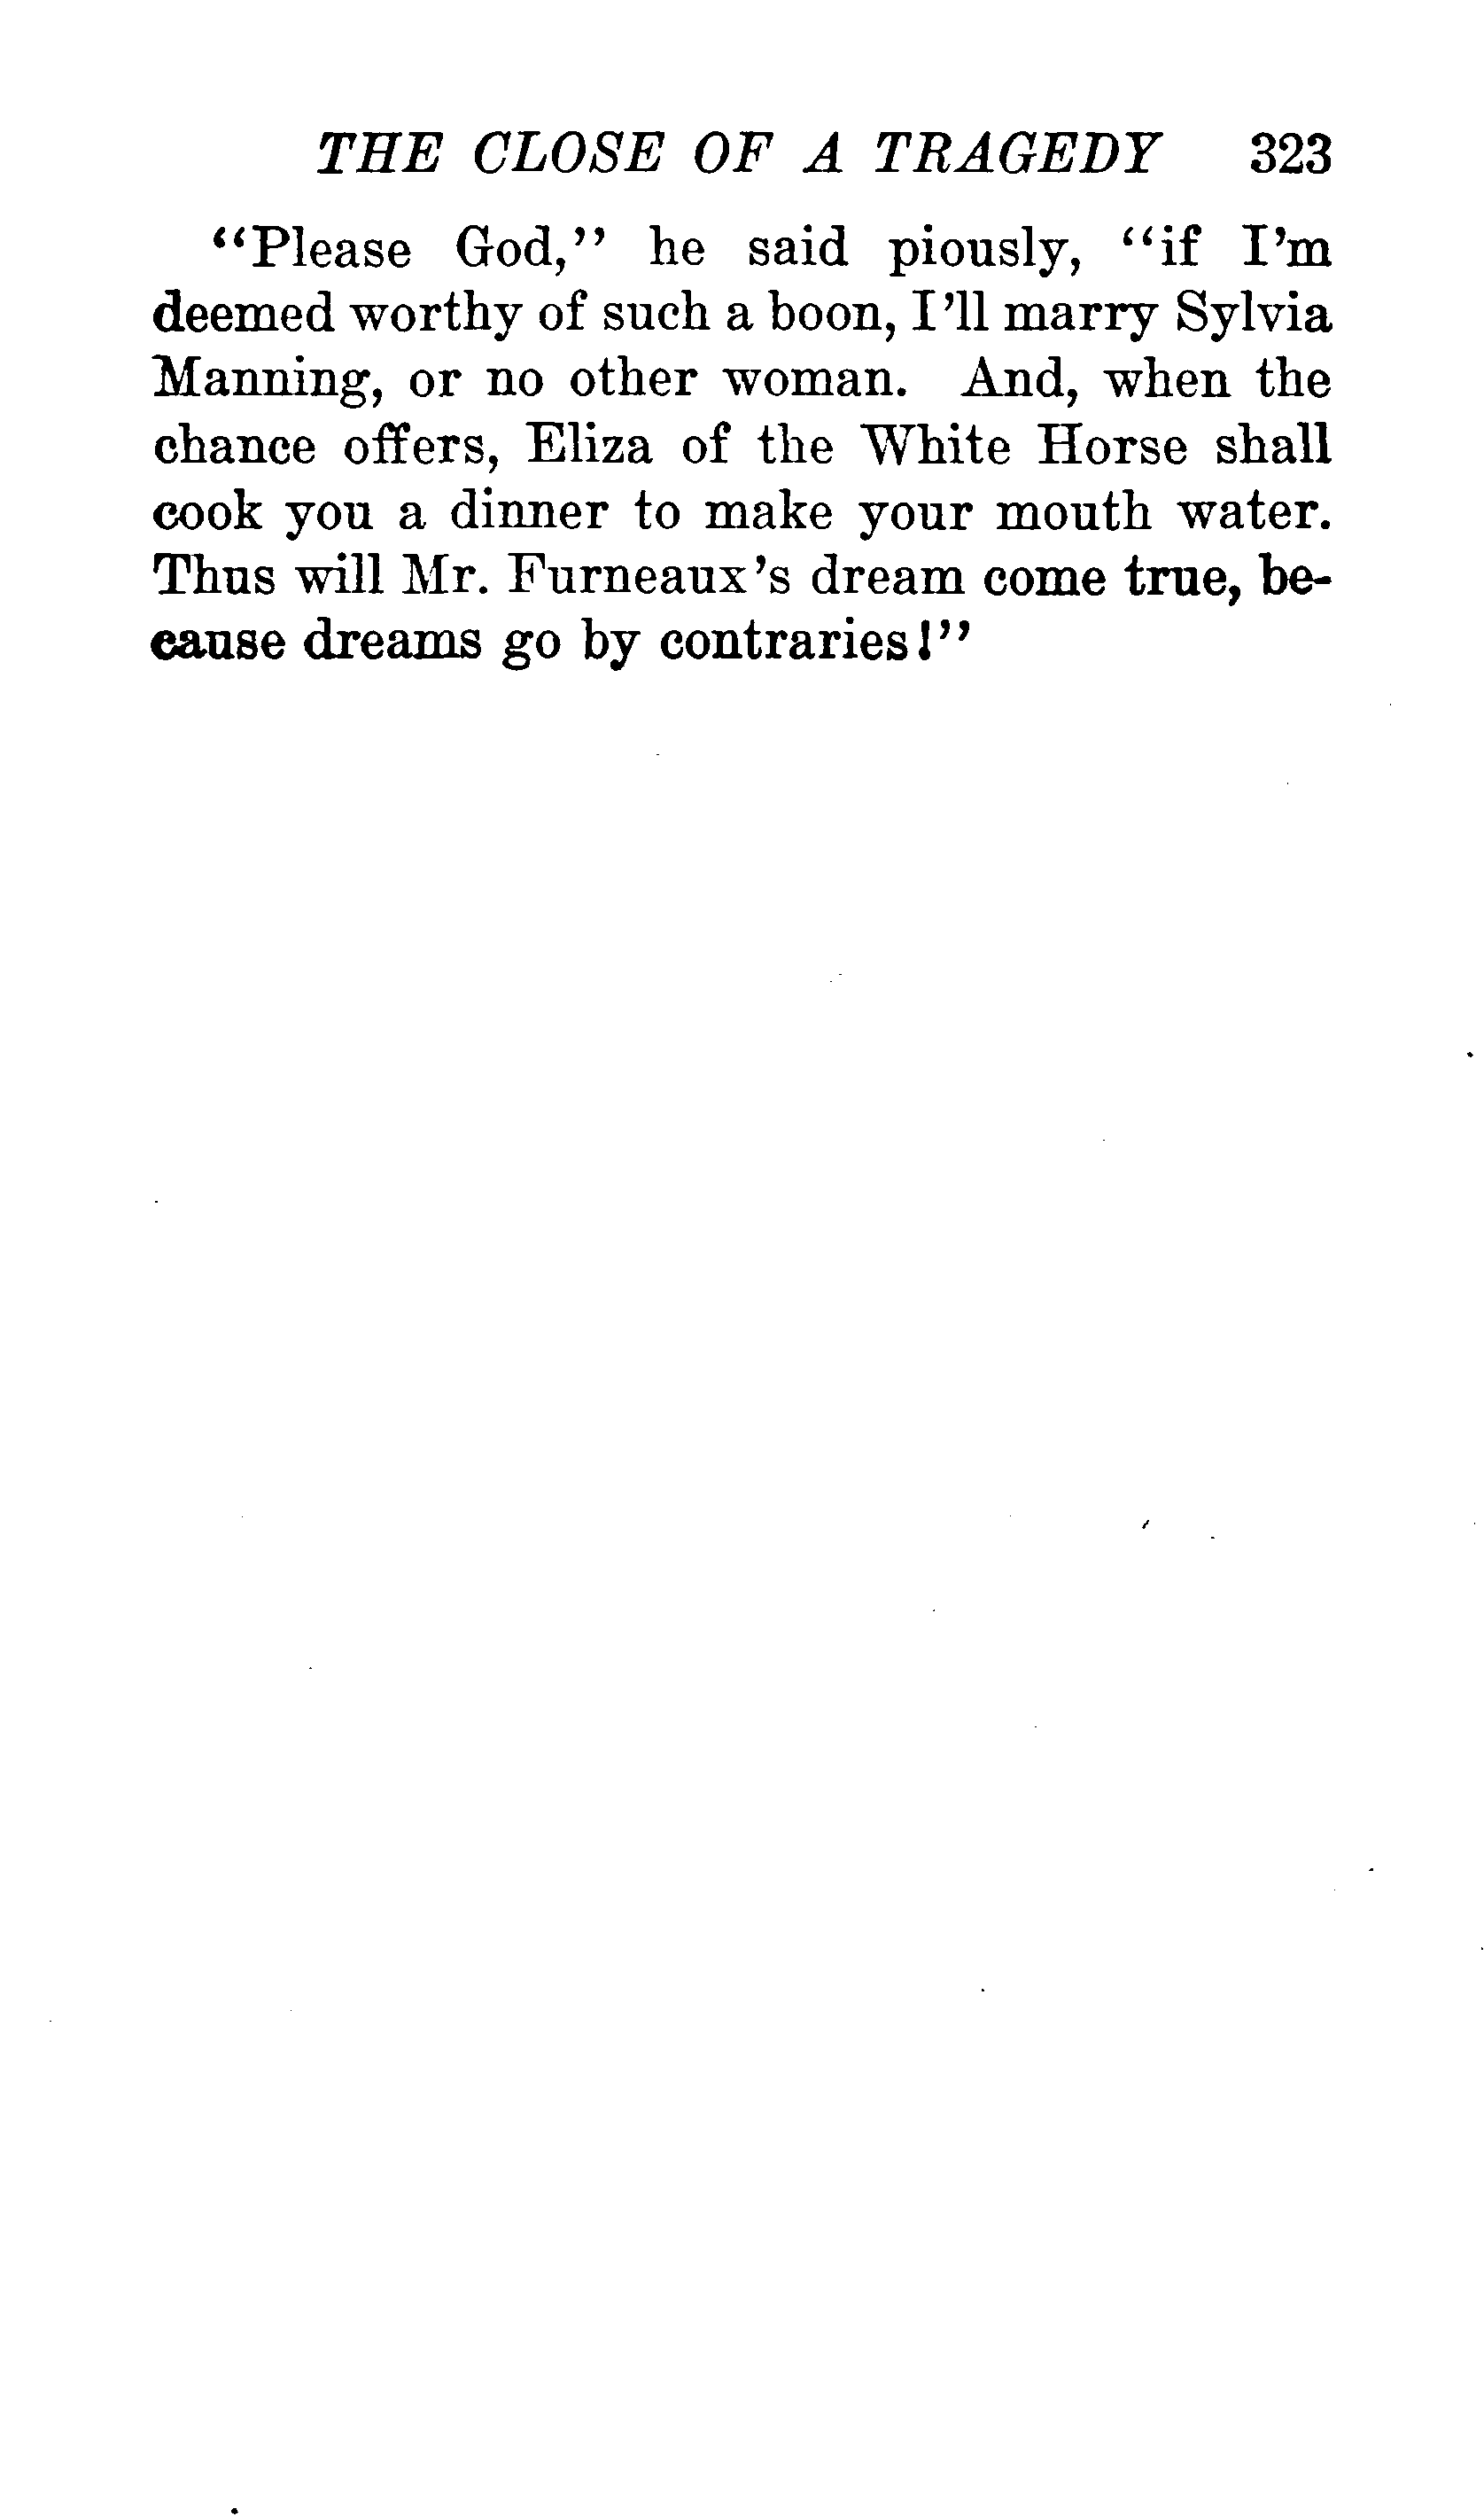 THE CLOSE OF A TRAGEDY 323
"Please God," he said piously, "if I'm
deemed worthy of such a boon, I'll marry Sylvia
Manning, or no other woman. And, when the
chance offers, Eliza of the White Horse shall
cook you a dinner to make your mouth water.
Thus will Mr. Furneaux's dream come true, be-
cause dreams go by contraries!"